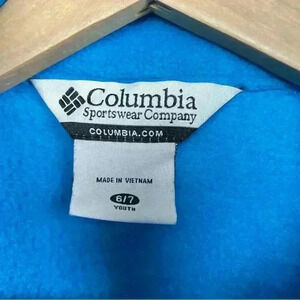 Columbia
Sportswear Company
COLUMBIA.COM
MADE IN VIETNAM
6/7
YOUTH